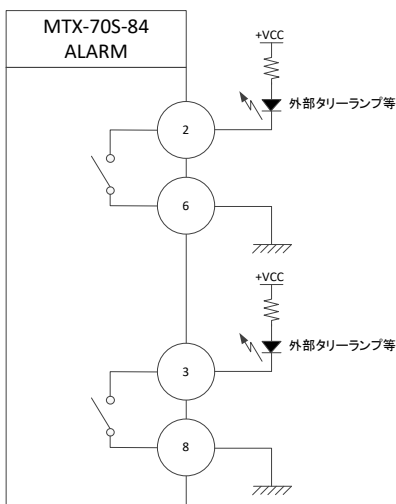 MTX-70S-84
ALARM
+VCC
外部タリーランプ等
2
6
+VCC
外部タリーランプ等
3
8